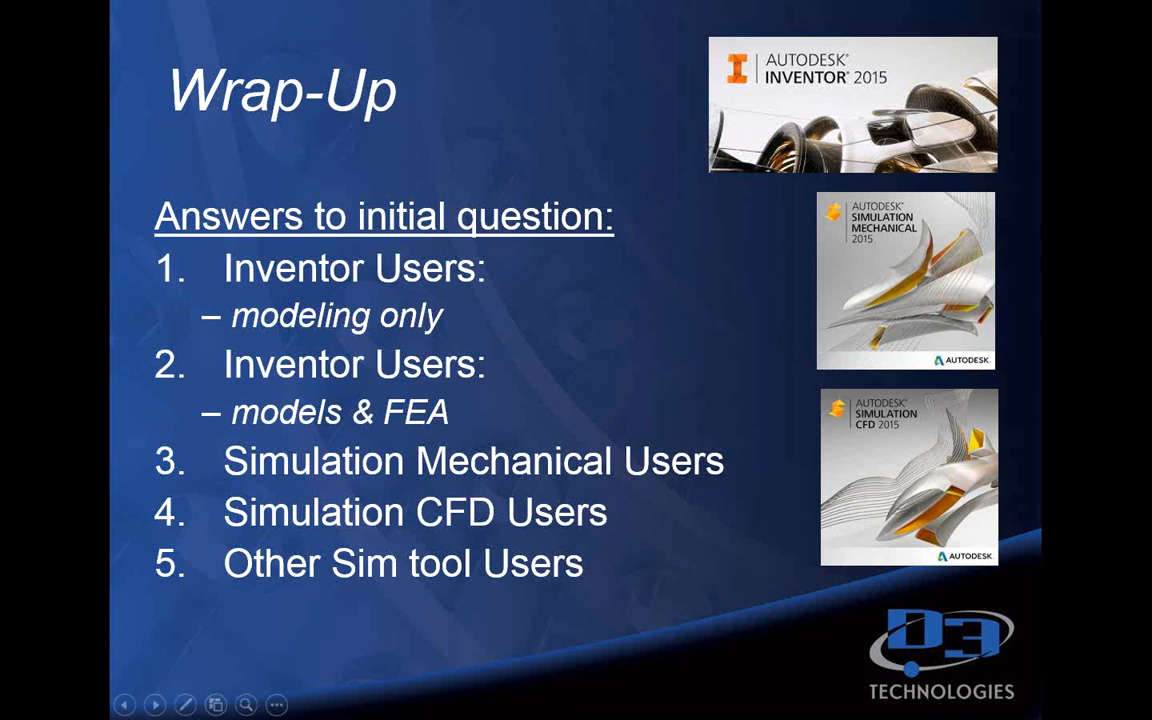 Wrap-Up
AUTODESK®
INVENTOR® 2015
Answers to initial question:
1. Inventor Users:
– modeling only
2. Inventor Users:
– models & FEA
3. Simulation Mechanical Users
4. Simulation CFD Users
5. Other Sim tool Users
AUTODESK®
SIMULATION
MECHANICAL
2015
AUTODESK.
AUTODESK®
SIMULATION
CFD 2015
AUTODESK.
D3
TECHNOLOGIES